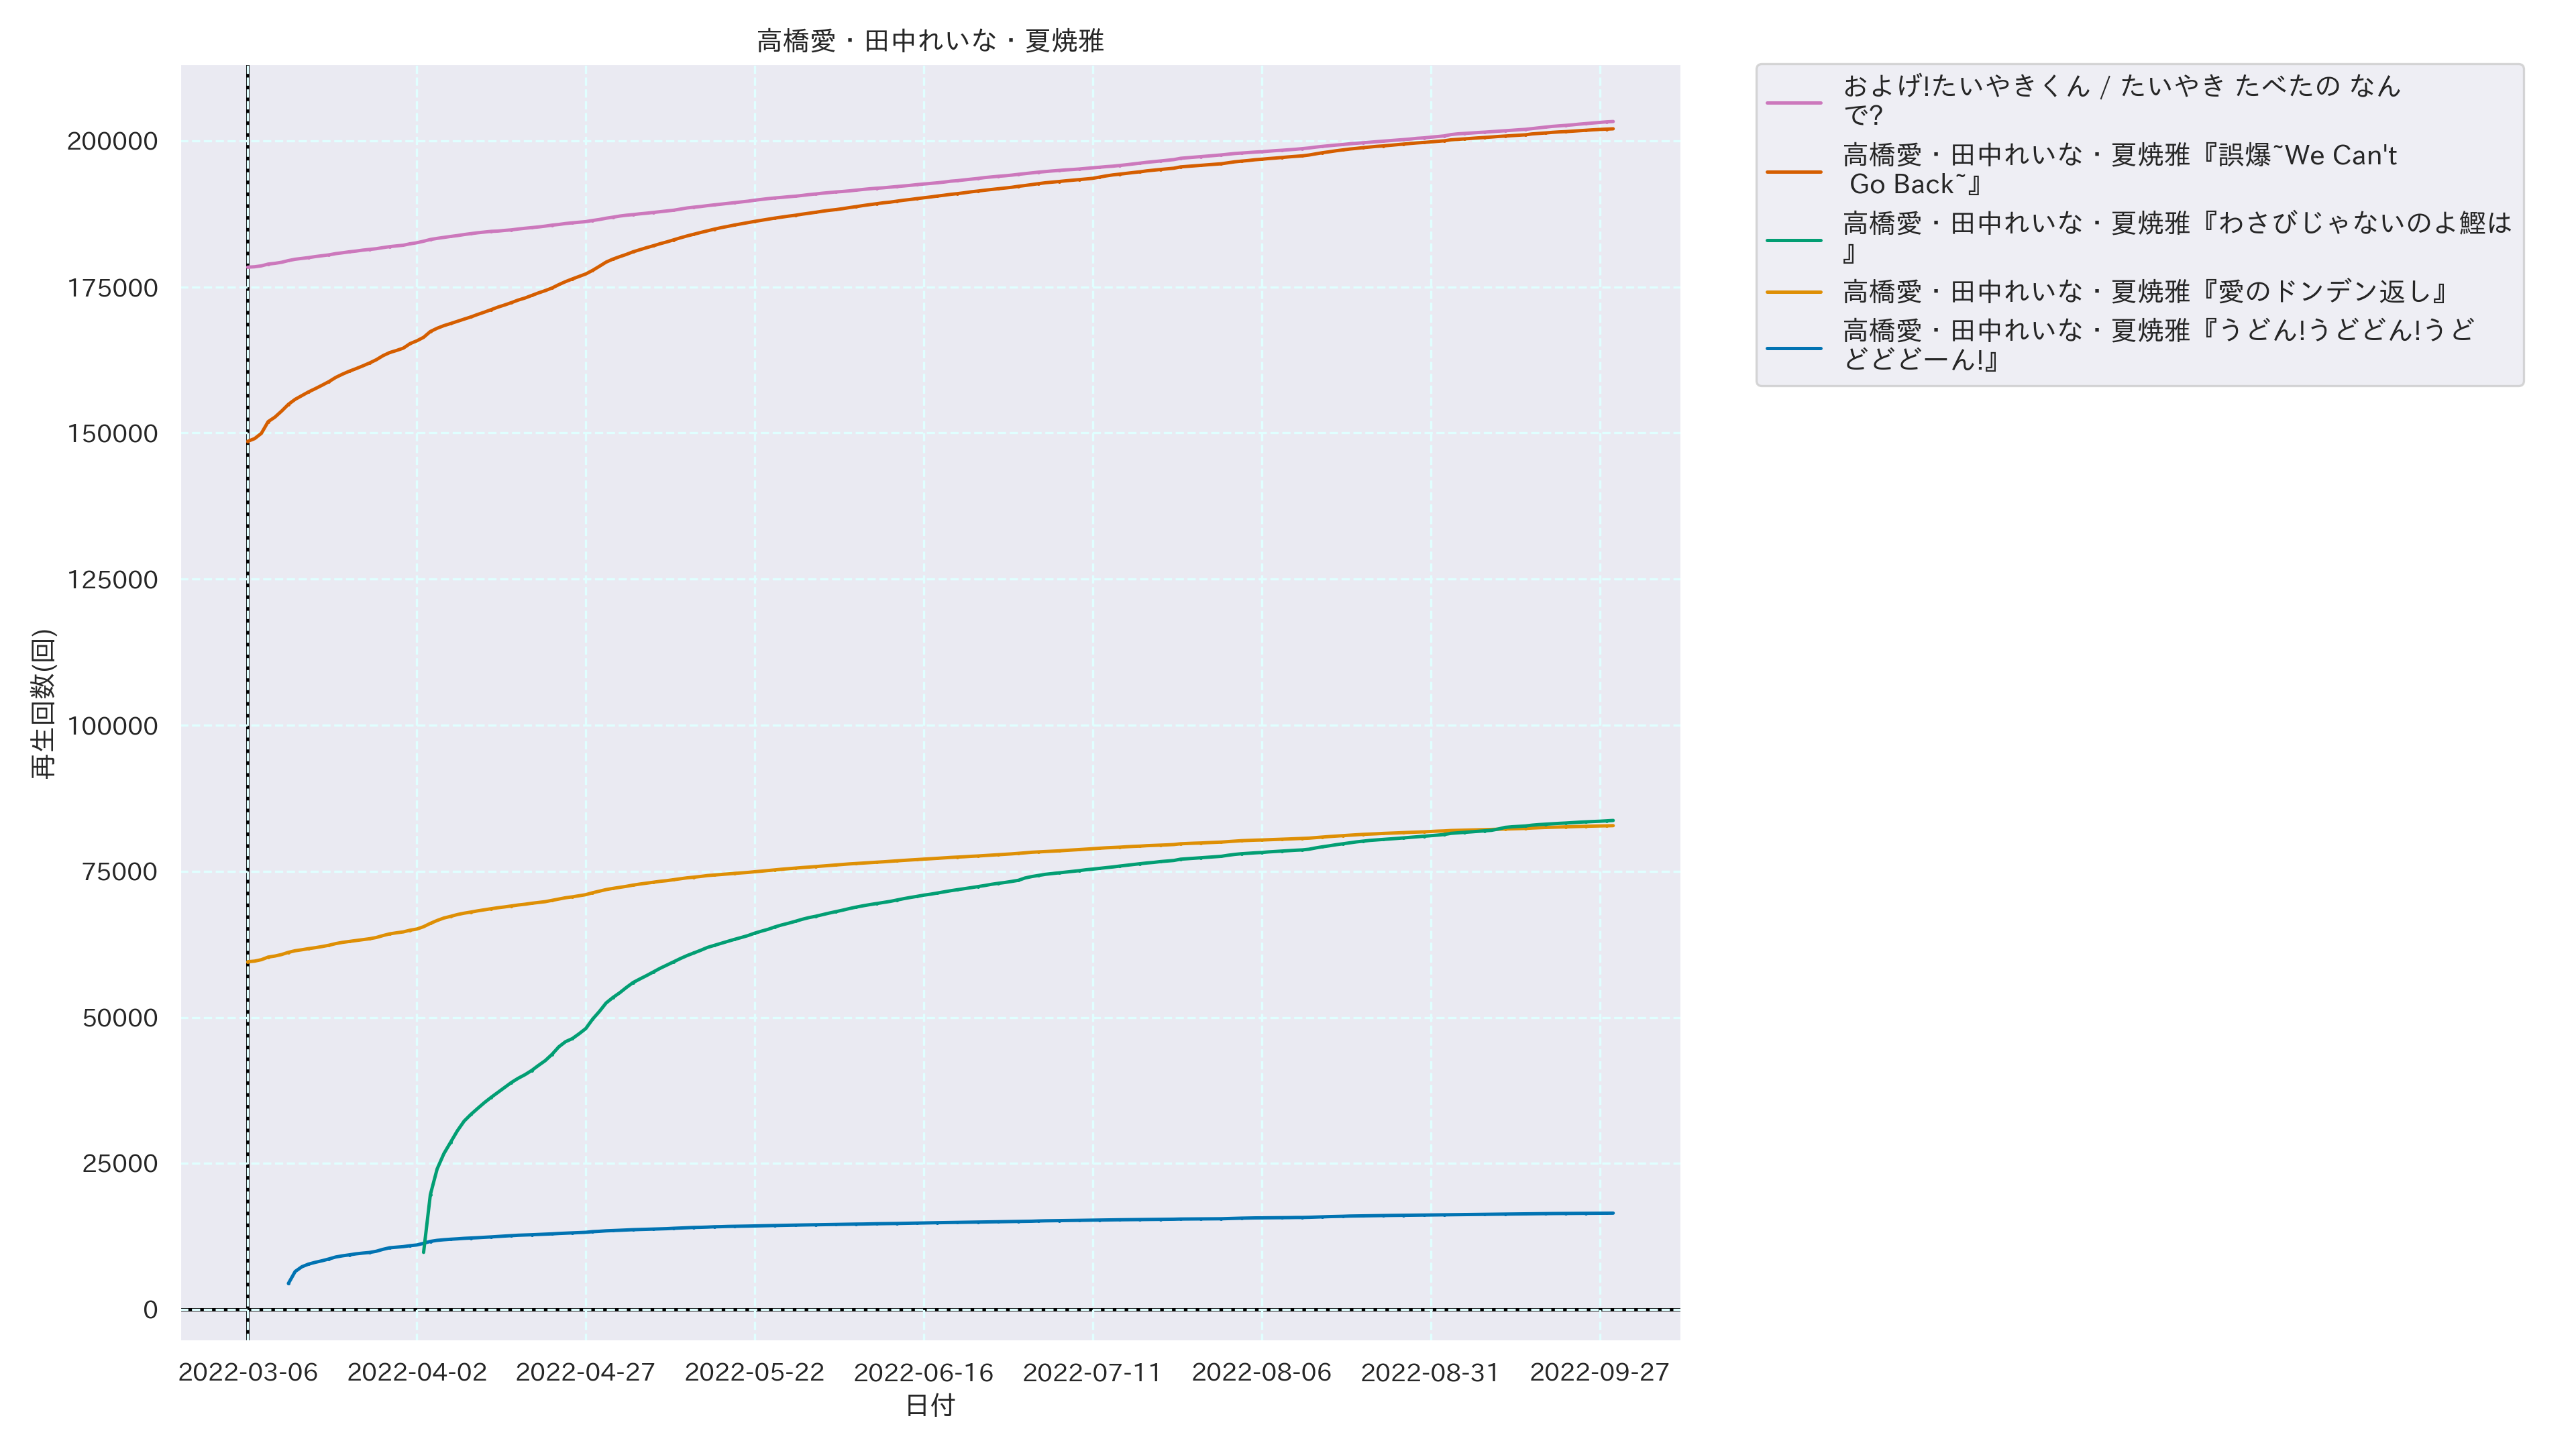 高橋愛・田中れいな・夏焼雅
およげ!たいやきくん / たいやき たべたの なん
で?
高橋愛・田中れいな・夏焼雅『誤爆~We Can't
Go Back~』
高橋愛・田中れいな・夏焼雅『わさびじゃないのよ鰹は
』
高橋愛・田中れいな・夏焼雅『愛のドンデン返し』
高橋愛・田中れいな・夏焼雅『うどん!うどどん!うど
どどどーん!』
再生回数(回)
200000
175000
150000
125000
100000
75000
50000
25000
0
2022-03-06 2022-04-02 2022-04-27 2022-05-22 2022-06-16 2022-07-11 2022-08-06 2022-08-31 2022-09-27
日付